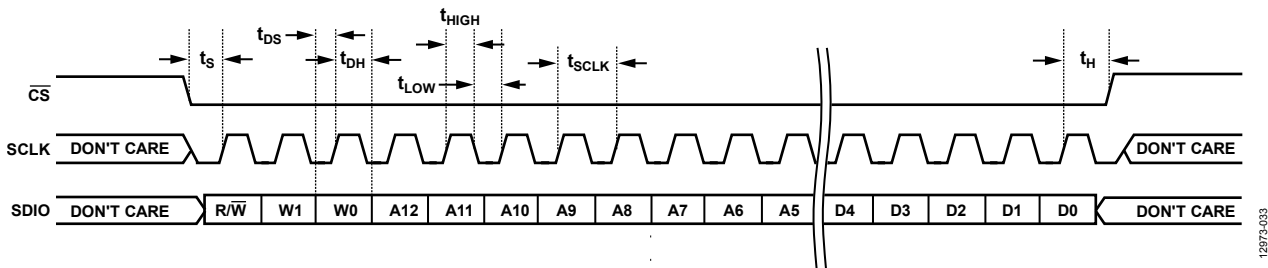 tHIGH
tDS
tS
tDH
tSCLK
tH
tLOW
CS
SCLK DON'T CARE DON'T CARE
SDIO DON'T CARE R/W W1 W0 A12 A11 A10 A9 A8 A7 A6 A5 D4 D3 D2 D1 D0 DON'T CARE
12973-033